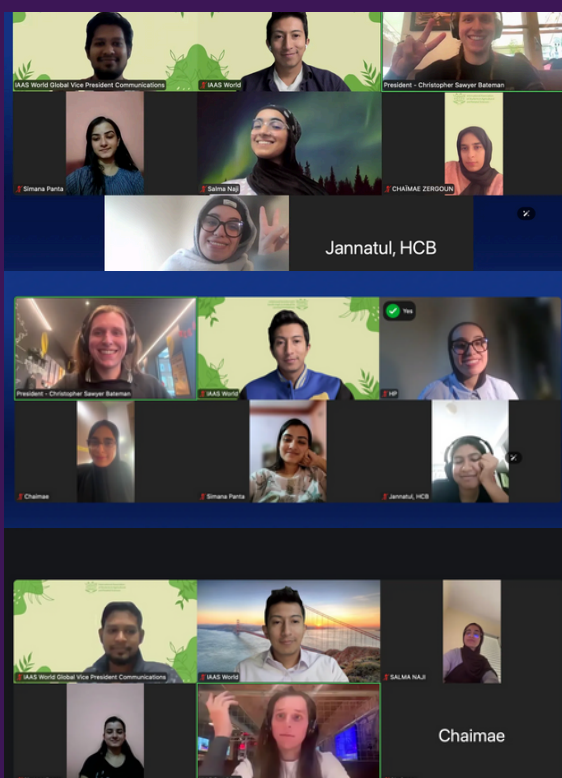 IAAS World Global Vice President Communications
IAAS World
President - Christopher Sawyer Bateman
Simana Panta
Salma Naji
CHAÏMAE ZERGOUN
Jannatul, HCB
Yes
President - Christopher Sawyer Bateman
IAAS World
HP
Chaimae
Simana Panta
Jannatul, HCB
IAAS World Global Vice President Communications
IAAS World
SALMA NAJI
Chaimae